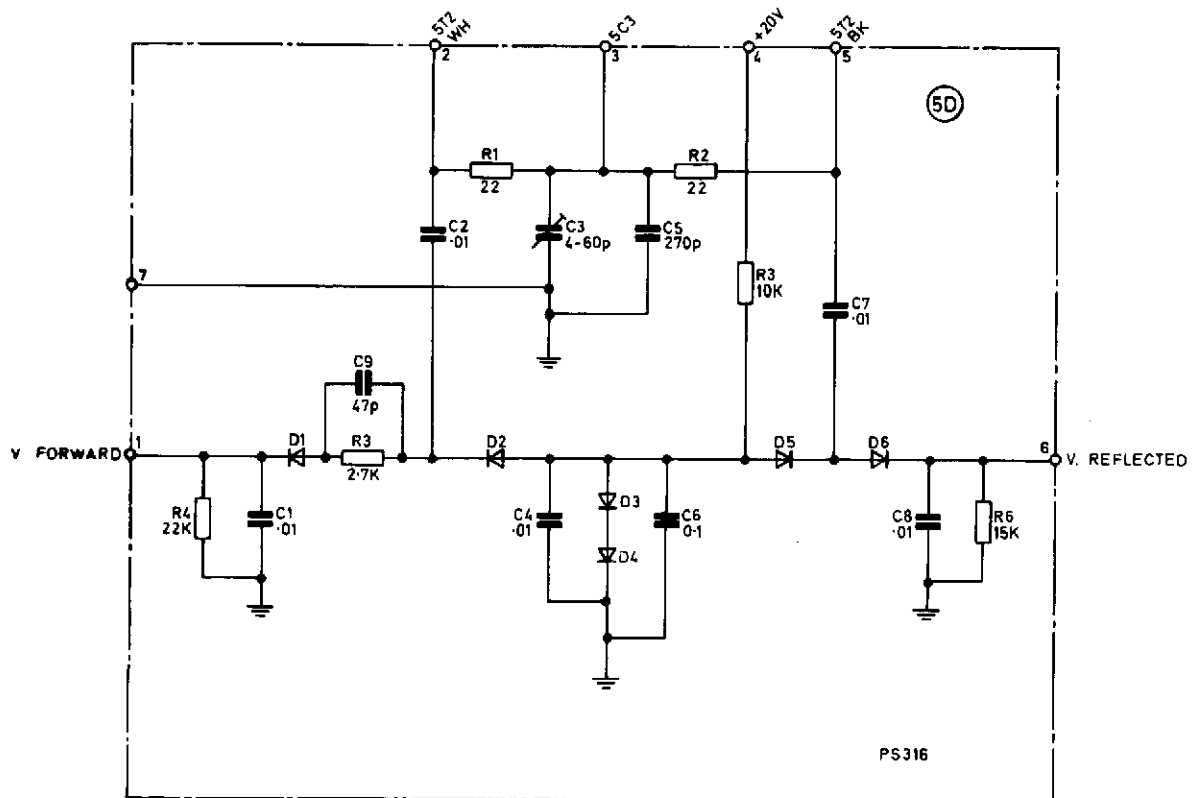 5T2
WH
2
5C3
3
+20V
4
5T2
BK
5
5D
R1
22
R2
22
C2
·01
C3
4-60p
C5
270p
R3
10K
C7
·01
7
C9
47p
V FORWARD
1
D1
R3
2·7K
D2
D5
D6
6
V. REFLECTED
R4
22K
C1
·01
C4
·01
D3
C6
0·1
D4
C8
·01
R6
15K
PS316